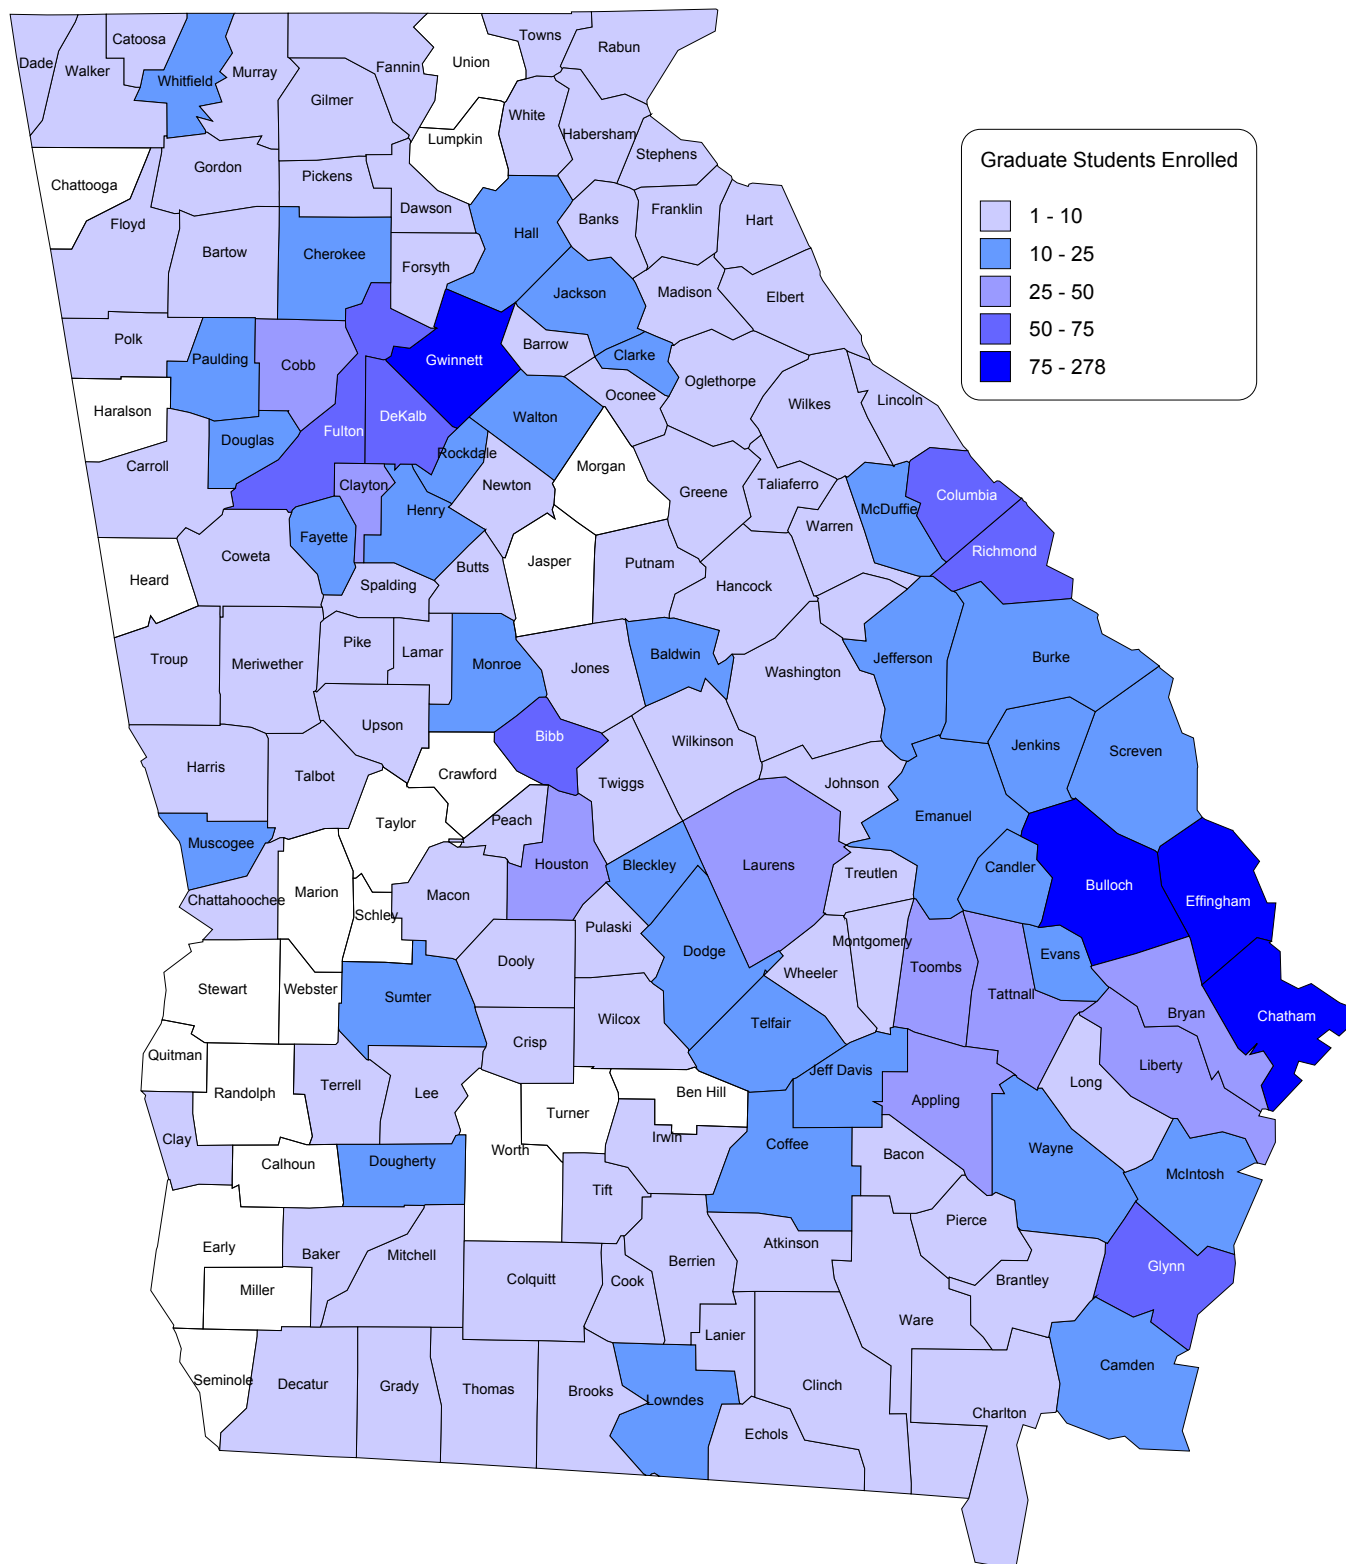 Dade
Walker
Catoosa
Whitfield
Murray
Fannin
Gilmer
Union
Towns
Rabun
White
Lumpkin
Habersham
Stephens
Chattooga
Gordon
Pickens
Dawson
Floyd
Bartow
Cherokee
Forsyth
Hall
Banks
Franklin
Hart
Jackson
Madison
Elbert
Polk
Paulding
Cobb
Gwinnett
Barrow
Clarke
Oconee
Oglethorpe
Wilkes
Lincoln
Haralson
Douglas
Fulton
DeKalb
Walton
Rockdale
Morgan
Carroll
Clayton
Henry
Newton
Greene
Taliaferro
McDuffie
Columbia
Fayette
Warren
Richmond
Heard
Coweta
Spalding
Butts
Jasper
Putnam
Hancock
Troup
Meriwether
Pike
Lamar
Monroe
Jones
Baldwin
Washington
Jefferson
Burke
Upson
Bibb
Wilkinson
Jenkins
Screven
Harris
Talbot
Crawford
Twiggs
Johnson
Taylor
Peach
Emanuel
Muscogee
Houston
Bleckley
Laurens
Treutlen
Candler
Bulloch
Effingham
Chattahoochee
Marion
Schley
Macon
Pulaski
Dodge
Wheeler
Montgomery
Toombs
Tattnall
Evans
Stewart
Webster
Sumter
Dooly
Wilcox
Telfair
Bryan
Chatham
Quitman
Randolph
Terrell
Lee
Crisp
Turner
Ben Hill
Jeff Davis
Appling
Long
Liberty
Clay
Calhoun
Dougherty
Worth
Irwin
Coffee
Bacon
Wayne
McIntosh
Tift
Early
Baker
Mitchell
Colquitt
Cook
Berrien
Atkinson
Pierce
Brantley
Glynn
Miller
Lanier
Ware
Seminole
Decatur
Grady
Thomas
Brooks
Lowndes
Echols
Clinch
Charlton
Camden
Graduate Students Enrolled
1 - 10
10 - 25
25 - 50
50 - 75
75 - 278